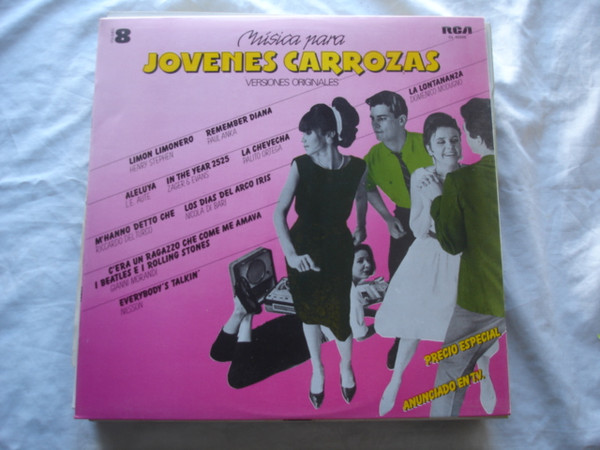 8
Música para
RCA
JOVENES CARROZAS
VERSIONES ORIGINALES
LIMON LIMONERO
HENRY STEPHEN
REMEMBER DIANA
PAUL ANKA
LA LONTANANZA
DOMENICO MODUGNO
ALELUYA
L.E. AUTE
IN THE YEAR 2525
ZAGER & EVANS
LA CHEVECHA
PALITO ORTEGA
M'HANNO DETTO CHE
RICCARDO DEL TURCO
LOS DIAS DEL ARCO IRIS
NICOLA DI BARI
C'ERA UN RAGAZZO CHE COME ME AMAVA
I BEATLES E I ROLLING STONES
GIANNI MORANDI
EVERYBODY'S TALKIN'
NILSSON
PRECIO ESPECIAL
ANUNCIADO EN TV.